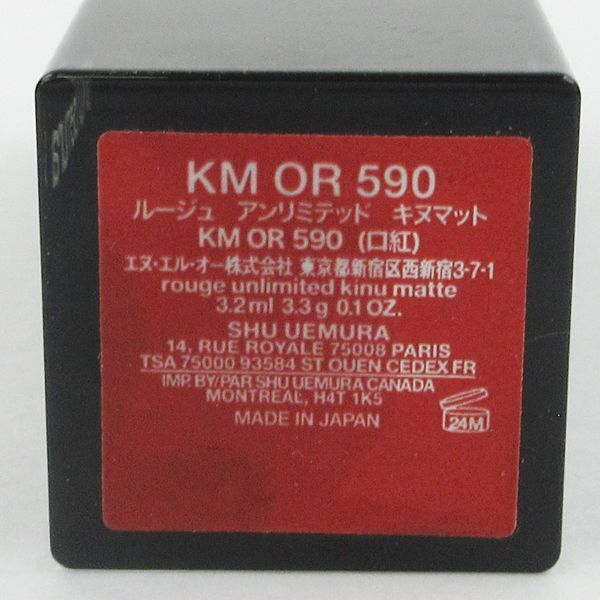 KM OR 590
ルージュ アンリミテッド キヌマット
KM OR 590 (口紅)
エヌ・エル・オー株式会社 東京都新宿区西新宿3-7-1
rouge unlimited kinu matte
3.2 ml 3.3 g 0.1 OZ.
SHU UEMURA
14, RUE ROYALE 75008 PARIS
TSA 75000 93584 ST OUEN CEDEX FR
IMP. BY/PAR SHU UEMURA CANADA
MONTREAL, H4T 1K5
MADE IN JAPAN
24M